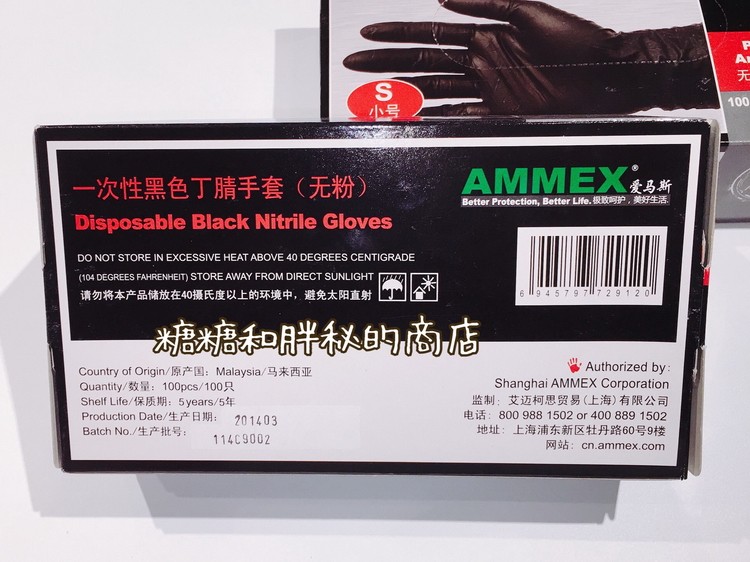 S
小号
P
A
无
100
一次性黑色丁腈手套（无粉）
Disposable Black Nitrile Gloves
AMMEX® 爱马斯
Better Protection, Better Life. 极致呵护，美好生活
DO NOT STORE IN EXCESSIVE HEAT ABOVE 40 DEGREES CENTIGRADE
(104 DEGREES FAHRENHEIT) STORE AWAY FROM DIRECT SUNLIGHT
请勿将本产品储放在40摄氏度以上的环境中，避免太阳直射
6 945797 729120
糖糖和胖秘的商店
Country of Origin/原产国：Malaysia/马来西亚
Quantity/数量：100pcs/100只
Shelf Life/保质期：5years/5年
Production Date/生产日期： 201403
Batch No./生产批号： 114C9002
Authorized by:
Shanghai AMMEX Corporation
监制：艾迈柯思贸易(上海)有限公司
电话：800 988 1502 or 400 889 1502
地址：上海浦东新区牡丹路60号9楼
网站：cn.ammex.com